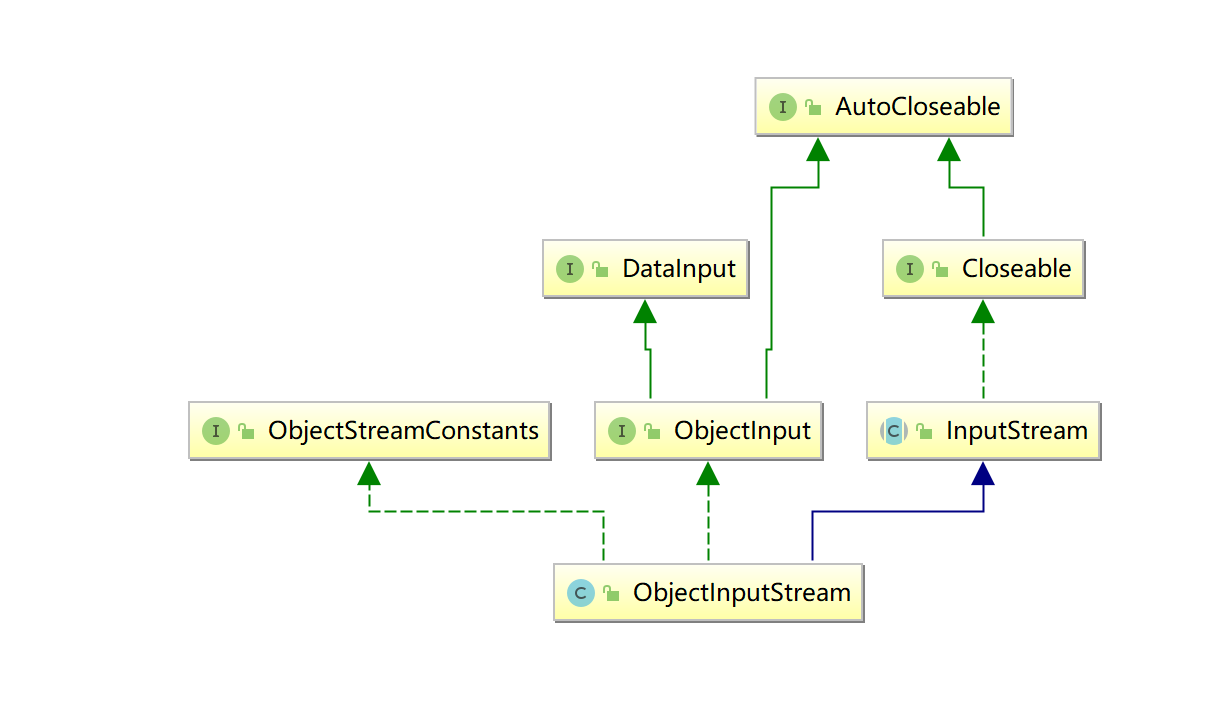 I AutoCloseable
I DataInput
I Closeable
I ObjectStreamConstants
I ObjectInput
C InputStream
C ObjectInputStream